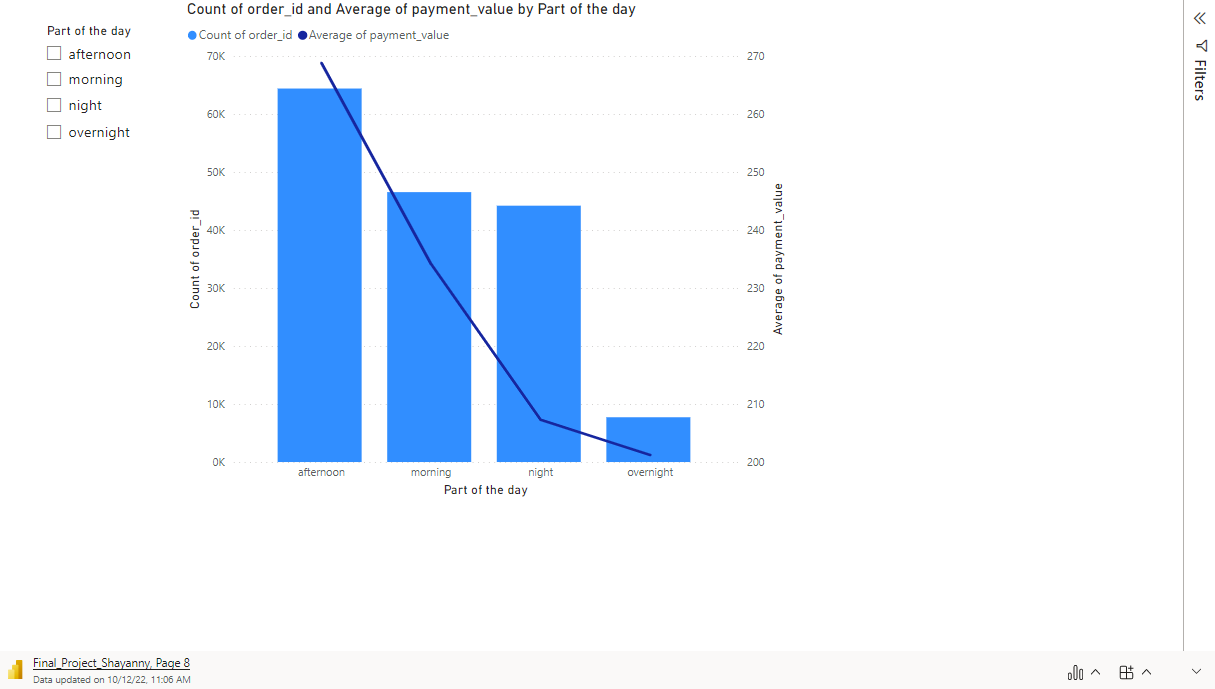 Count of order_id and Average of payment_value by Part of the day
Part of the day
afternoon
morning
night
overnight
Count of order_id
Average of payment_value
70K
60K
50K
40K
30K
20K
10K
0K
Count of order_id
270
260
250
240
230
220
210
200
Average of payment_value
afternoon
morning
night
overnight
Part of the day
Filters
Final_Project_Shayanny, Page 8
Data updated on 10/12/22, 11:06 AM